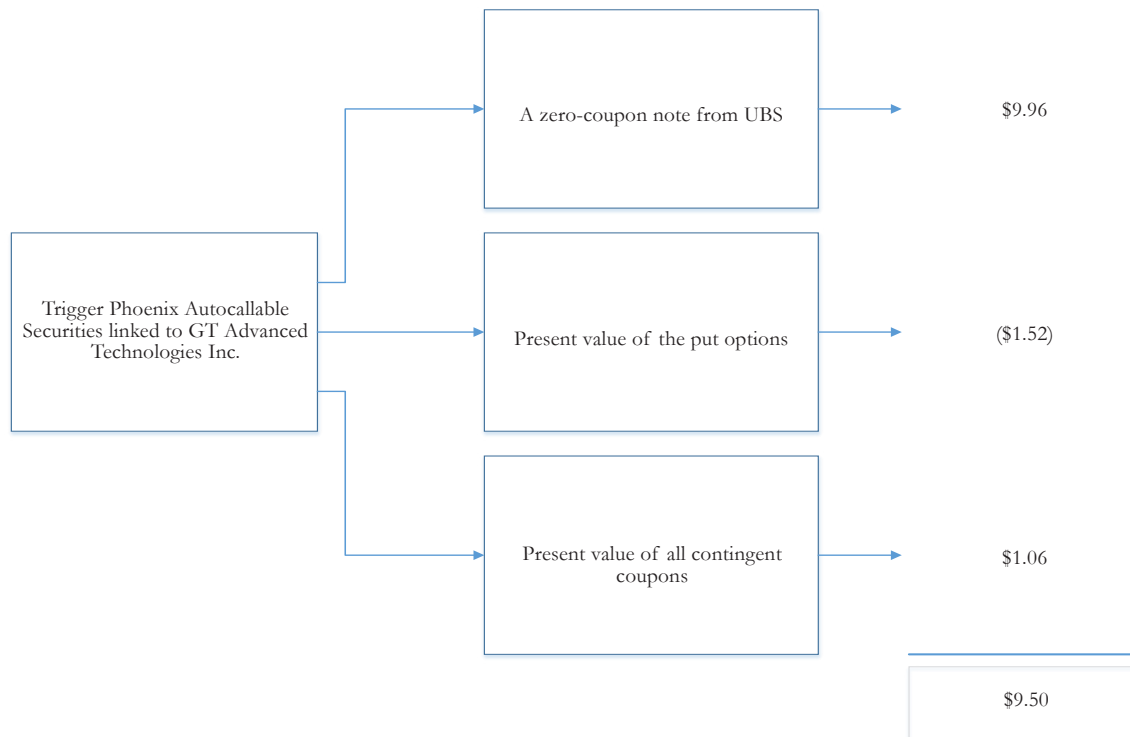 A zero-coupon note from UBS
$9.96
Trigger Phoenix Autocallable
Securities linked to GT Advanced
Technologies Inc.
Present value of the put options
($1.52)
Present value of all contingent
coupons
$1.06
$9.50